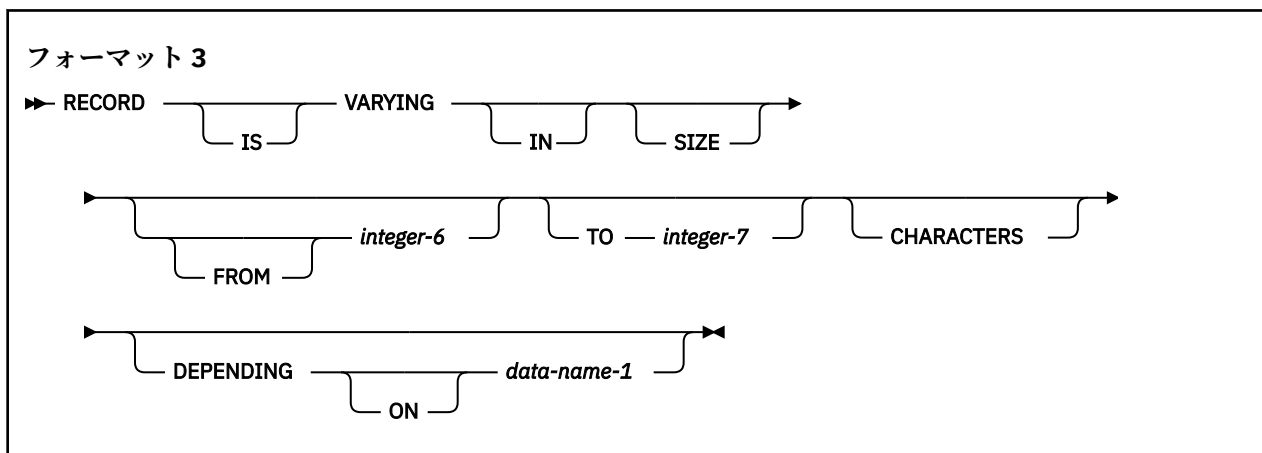 フォーマット 3
RECORD VARYING
IS IN SIZE
integer-6 TO integer-7 CHARACTERS
FROM
DEPENDING data-name-1
ON